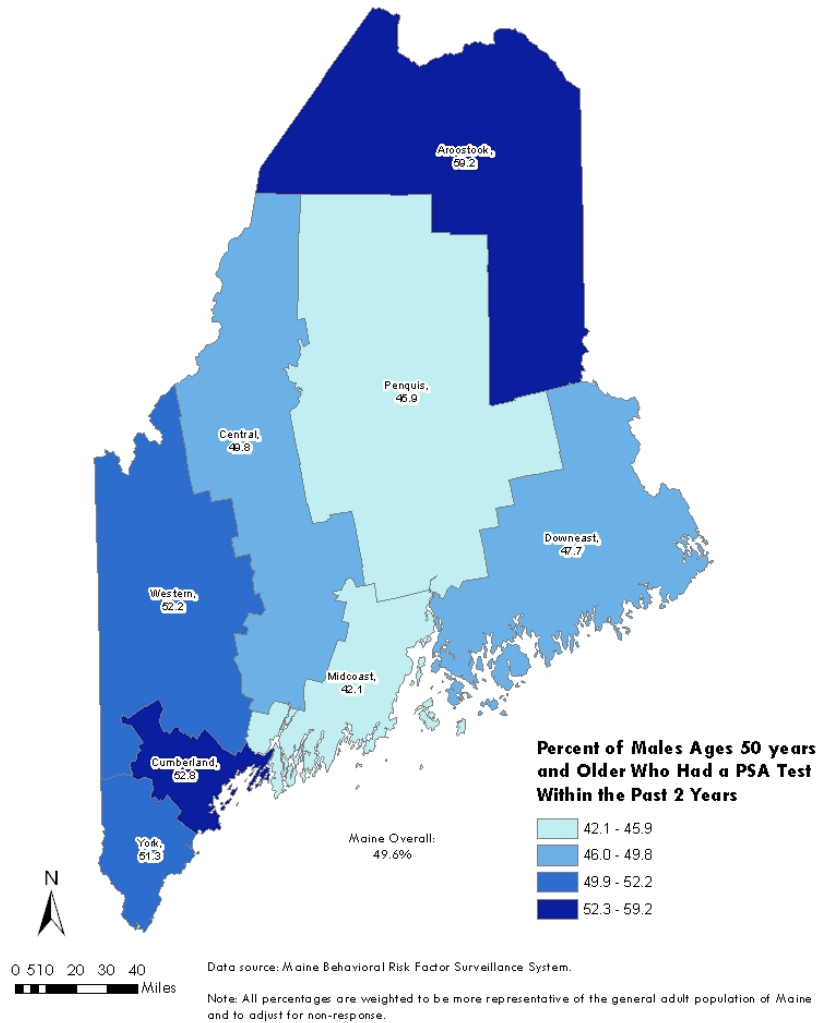 Aroostook,
59.2
Penquis,
45.9
Central,
49.8
Downeast,
47.7
Western,
52.2
Midcoast,
42.1
Cumberland,
52.8
York,
51.3
Maine Overall:
49.6%
Percent of Males Ages 50 years
and Older Who Had a PSA Test
Within the Past 2 Years
42.1 - 45.9
46.0 - 49.8
49.9 - 52.2
52.3 - 59.2
N
0 5 10 20 30 40
Miles
Data source: Maine Behavioral Risk Factor Surveillance System.
Note: All percentages are weighted to be more representative of the general adult population of Maine
and to adjust for non-response.